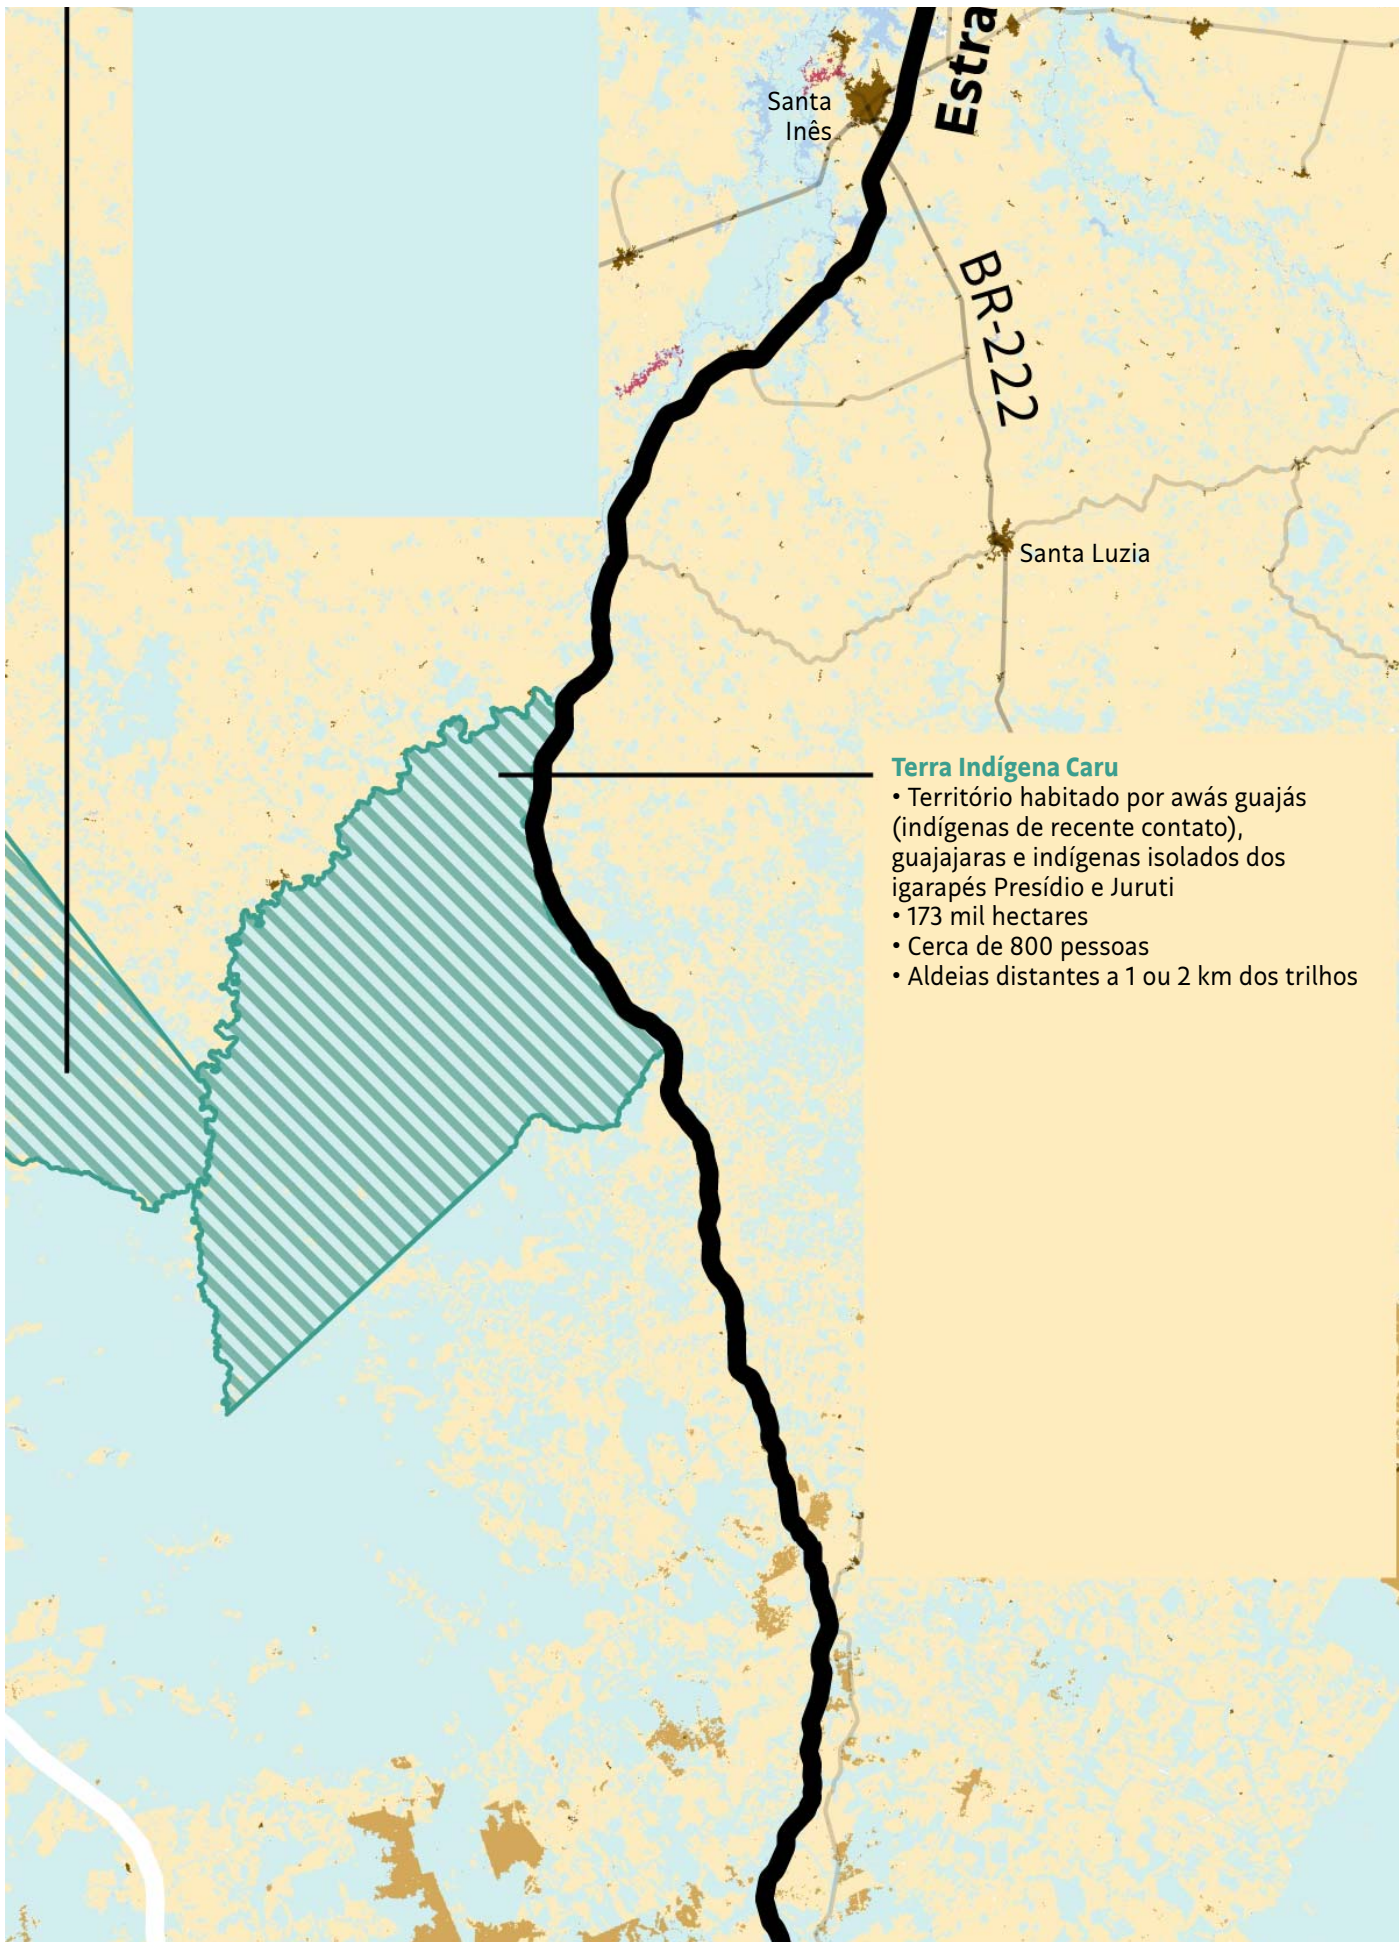 Estra
Santa
Inês
BR-222
Santa Luzia
Terra Indígena Caru
• Território habitado por awás guajás
(indígenas de recente contato),
guajajaras e indígenas isolados dos
igarapés Presídio e Juruti
• 173 mil hectares
• Cerca de 800 pessoas
• Aldeias distantes a 1 ou 2 km dos trilhos